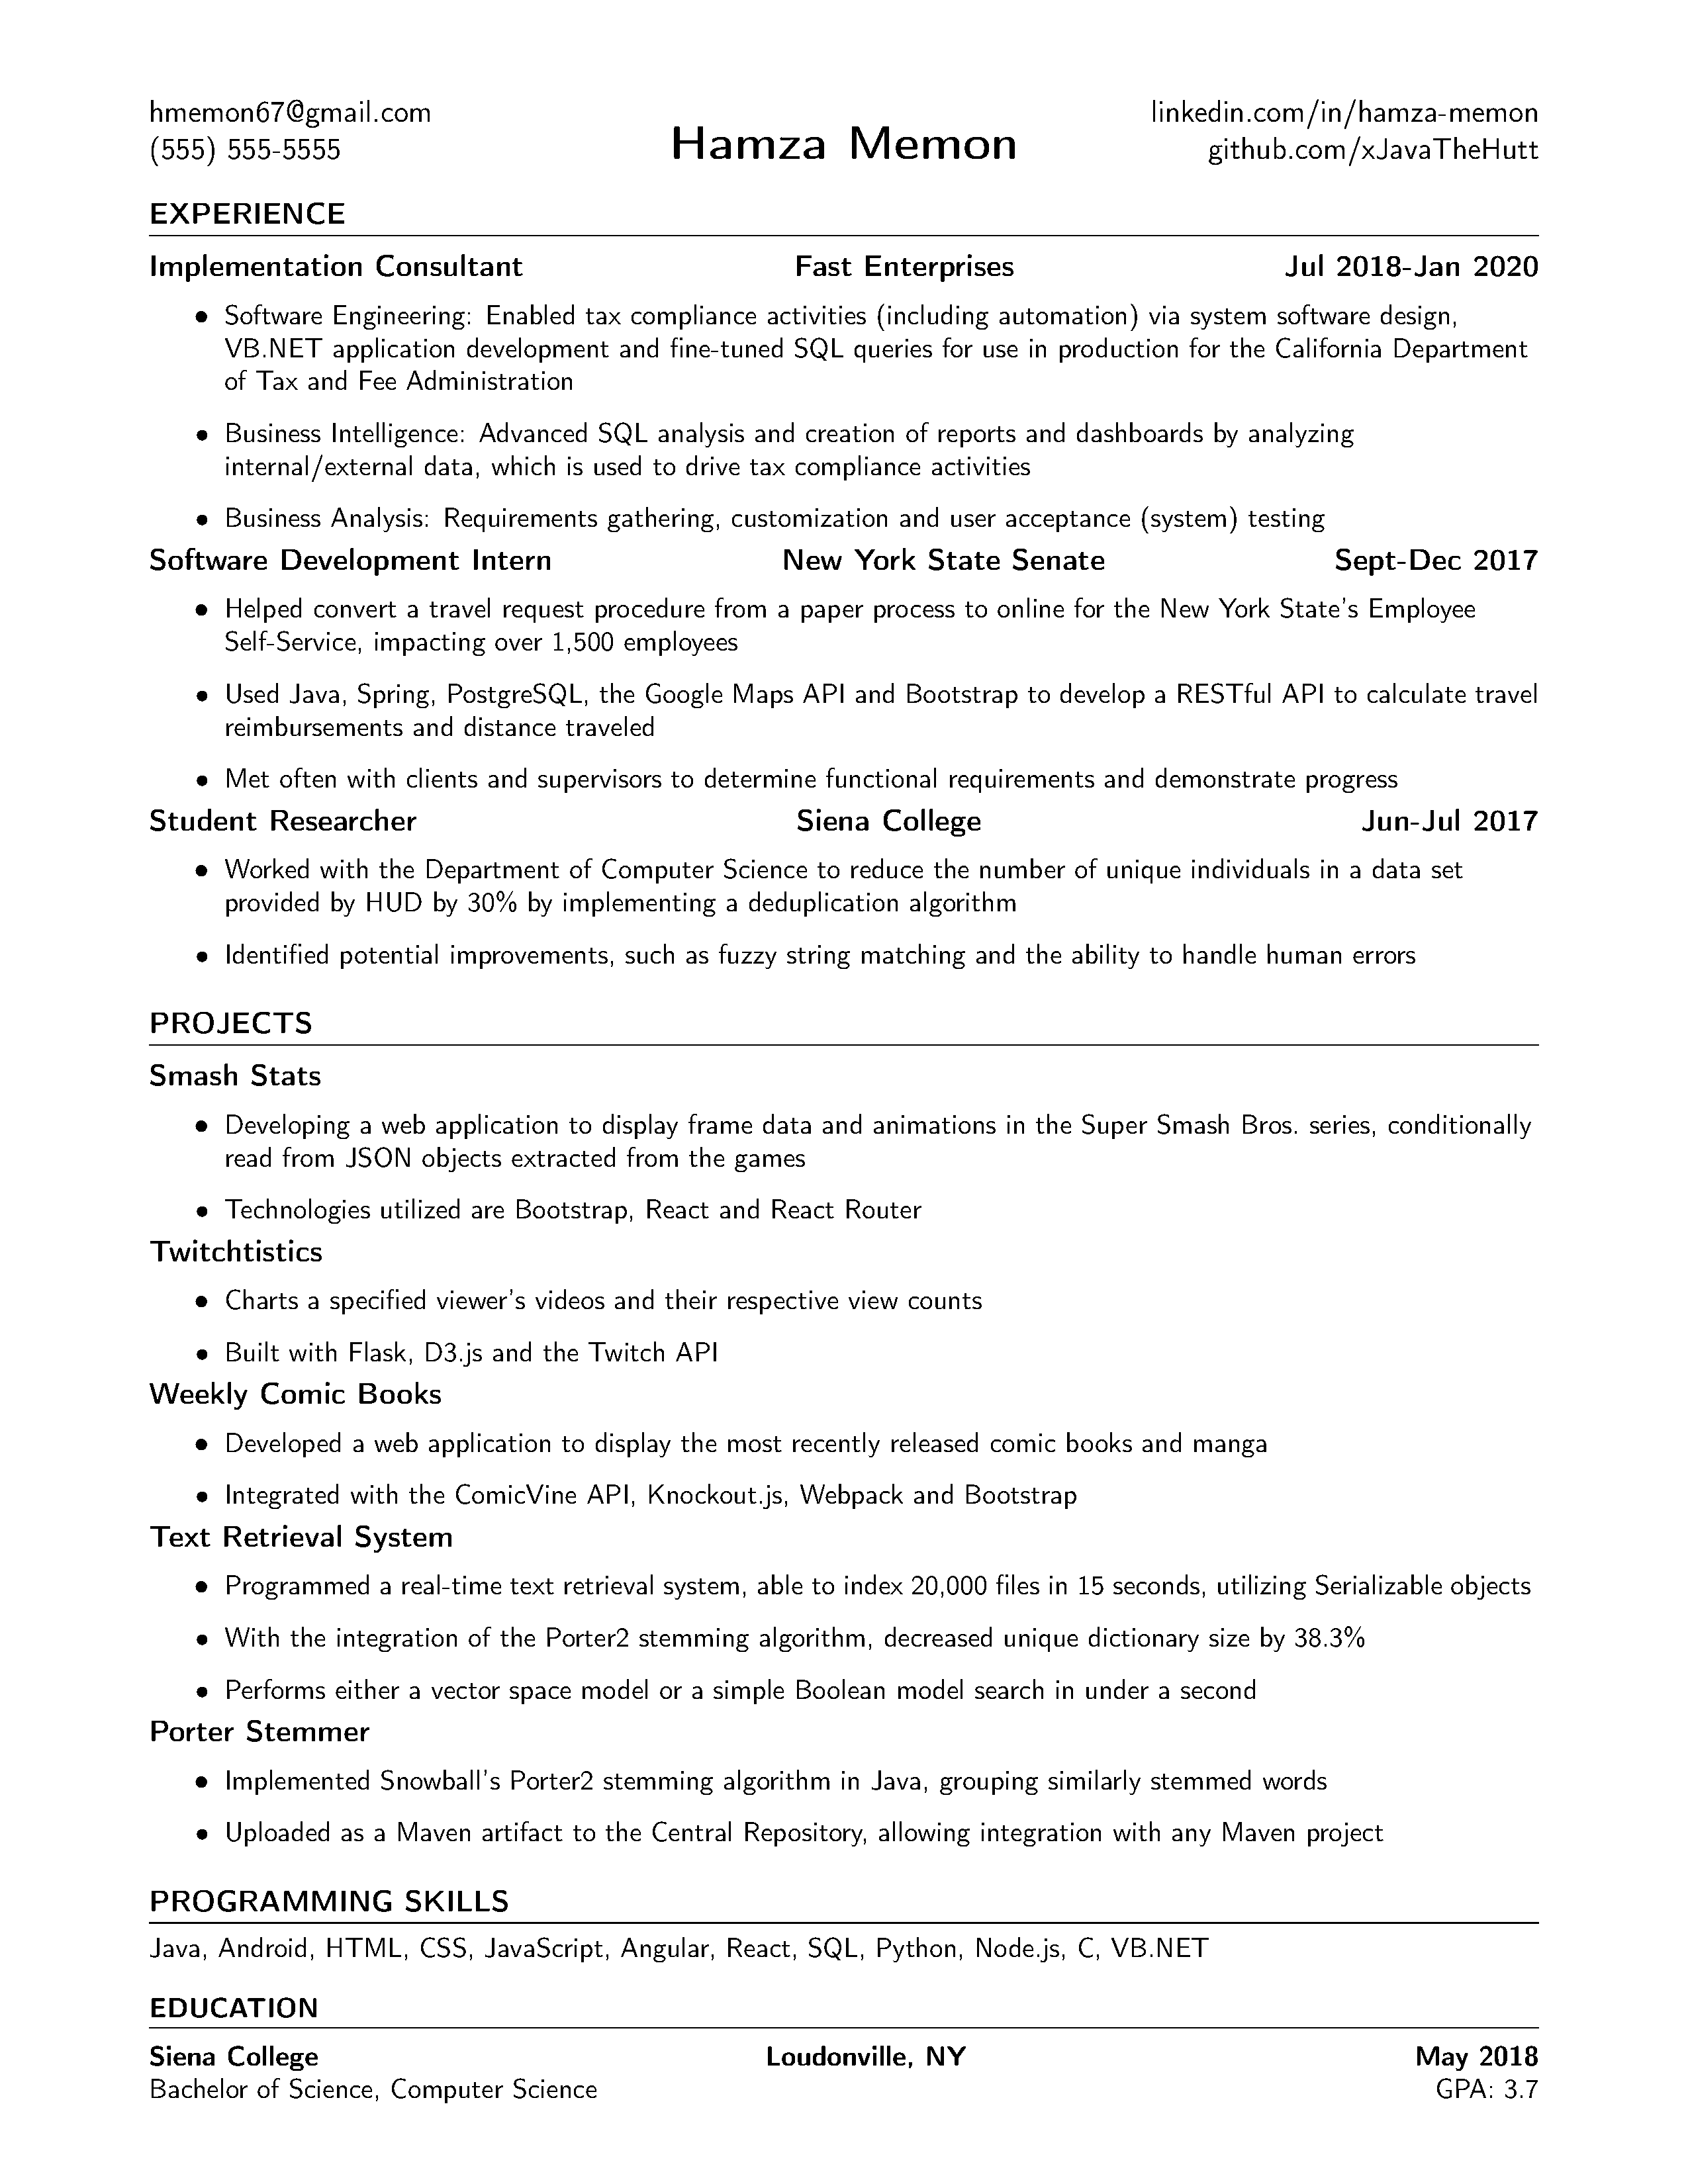 hmemon67@gmail.com
(555) 555-5555
Hamza Memon
linkedin.com/in/hamza-memon
github.com/xJavaTheHutt
EXPERIENCE
Implementation Consultant Fast Enterprises Jul 2018-Jan 2020
• Software Engineering: Enabled tax compliance activities (including automation) via system software design,
VB.NET application development and fine-tuned SQL queries for use in production for the California Department
of Tax and Fee Administration
• Business Intelligence: Advanced SQL analysis and creation of reports and dashboards by analyzing
internal/external data, which is used to drive tax compliance activities
• Business Analysis: Requirements gathering, customization and user acceptance (system) testing
Software Development Intern New York State Senate Sept-Dec 2017
• Helped convert a travel request procedure from a paper process to online for the New York State's Employee
Self-Service, impacting over 1,500 employees
• Used Java, Spring, PostgreSQL, the Google Maps API and Bootstrap to develop a RESTful API to calculate travel
reimbursements and distance traveled
• Met often with clients and supervisors to determine functional requirements and demonstrate progress
Student Researcher Siena College Jun-Jul 2017
• Worked with the Department of Computer Science to reduce the number of unique individuals in a data set
provided by HUD by 30% by implementing a deduplication algorithm
• Identified potential improvements, such as fuzzy string matching and the ability to handle human errors
PROJECTS
Smash Stats
• Developing a web application to display frame data and animations in the Super Smash Bros. series, conditionally
read from JSON objects extracted from the games
• Technologies utilized are Bootstrap, React and React Router
Twitchtistics
• Charts a specified viewer's videos and their respective view counts
• Built with Flask, D3.js and the Twitch API
Weekly Comic Books
• Developed a web application to display the most recently released comic books and manga
• Integrated with the ComicVine API, Knockout.js, Webpack and Bootstrap
Text Retrieval System
• Programmed a real-time text retrieval system, able to index 20,000 files in 15 seconds, utilizing Serializable objects
• With the integration of the Porter2 stemming algorithm, decreased unique dictionary size by 38.3%
• Performs either a vector space model or a simple Boolean model search in under a second
Porter Stemmer
• Implemented Snowball's Porter2 stemming algorithm in Java, grouping similarly stemmed words
• Uploaded as a Maven artifact to the Central Repository, allowing integration with any Maven project
PROGRAMMING SKILLS
Java, Android, HTML, CSS, JavaScript, Angular, React, SQL, Python, Node.js, C, VB.NET
EDUCATION
Siena College Loudonville, NY May 2018
Bachelor of Science, Computer Science GPA: 3.7